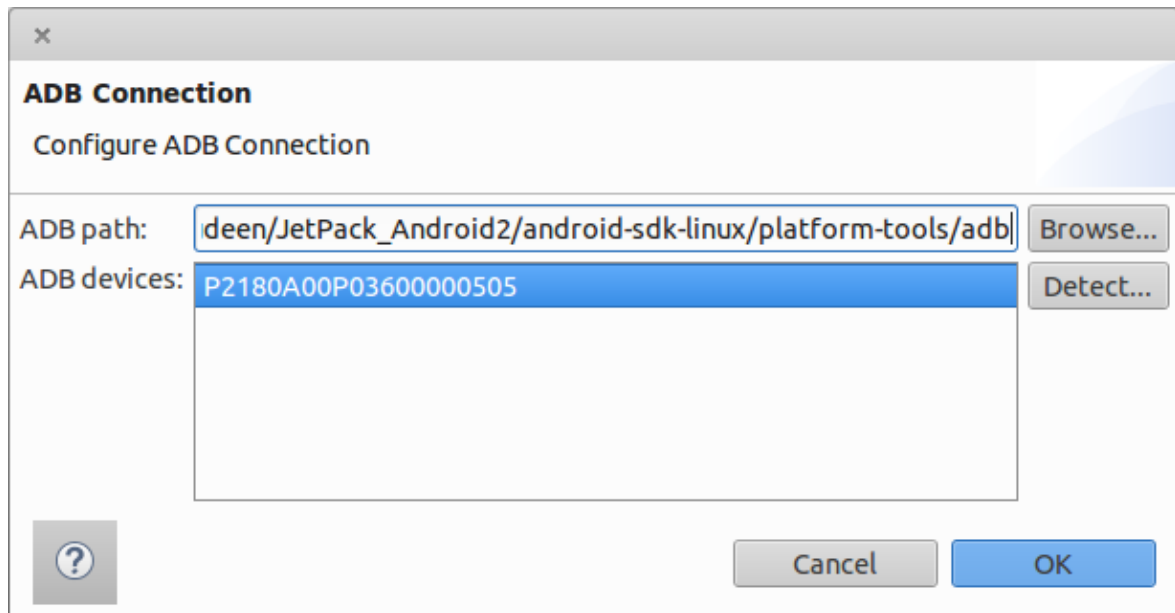 ADB Connection
Configure ADB Connection
ADB path: deen/JetPack_Android2/android-sdk-linux/platform-tools/adb Browse...
ADB devices: P2180A00P03600000505 Detect...
? Cancel OK